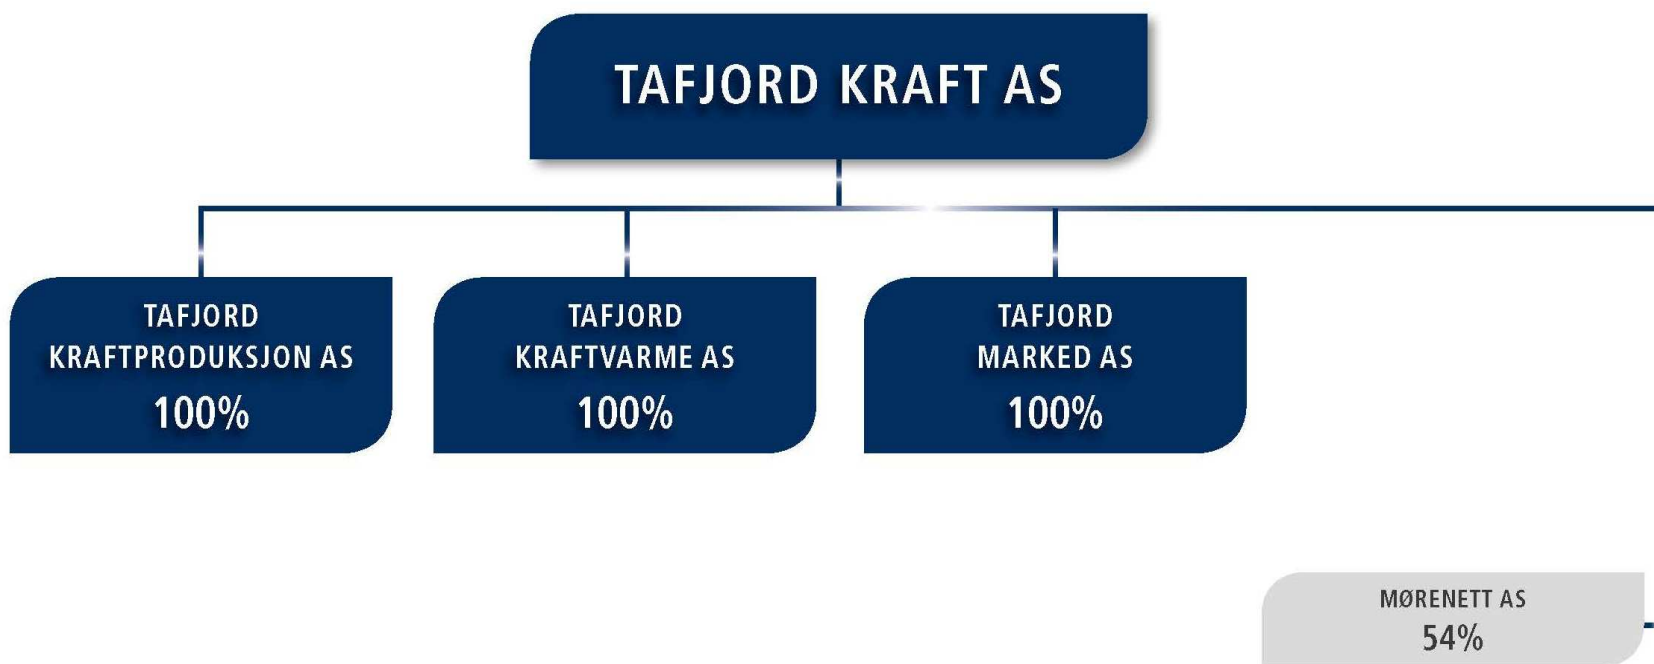 TAFJORD KRAFT AS
TAFJORD
KRAFTPRODUKSJON AS
100%
TAFJORD
KRAFTVARME AS
100%
TAFJORD
MARKED AS
100%
MØRENETT AS
54%